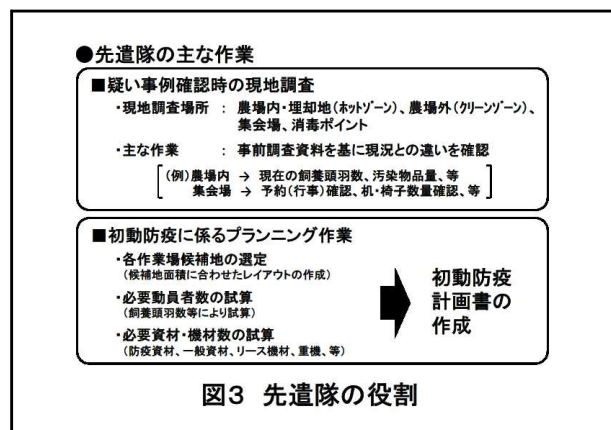 ●先遣隊の主な作業
■疑い事例確認時の現地調査
・現地調査場所 : 農場内・埋却地(ホットゾーン)、農場外(クリーンゾーン)、
集会場、消毒ポイント
・主な作業 : 事前調査資料を基に現況との違いを確認
(例)農場内 → 現在の飼養頭羽数、汚染物品量、等
集会場 → 予約(行事)確認、机・椅子数量確認、等
■初動防疫に係るプランニング作業
・各作業場候補地の選定
(候補地面積に合わせたレイアウトの作成)
・必要動員者数の試算
(飼養頭羽数等により試算)
・必要資材・機材数の試算
(防疫資材、一般資材、リース機材、重機、等)
初動防疫
計画書の
作成
図3 先遣隊の役割